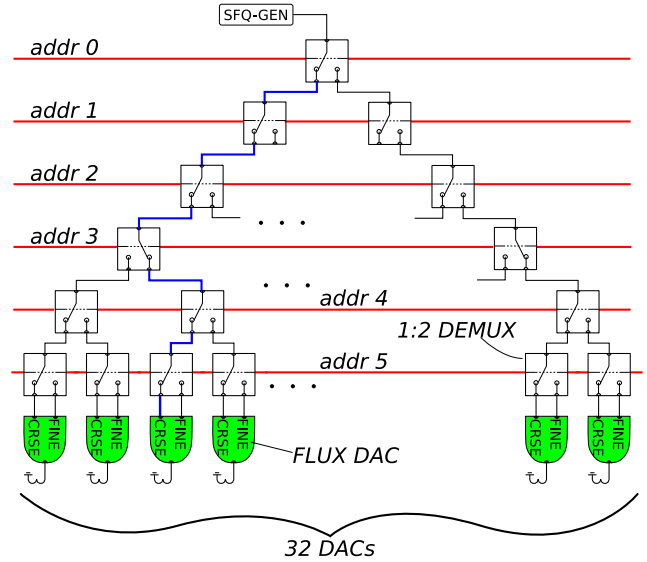 SFQ-GEN
addr 0
addr 1
addr 2
addr 3
addr 4
1:2 DEMUX
addr 5
CRSE FINE CRSE FINE CRSE FINE CRSE FINE CRSE FINE CRSE FINE
FLUX DAC
32 DACs